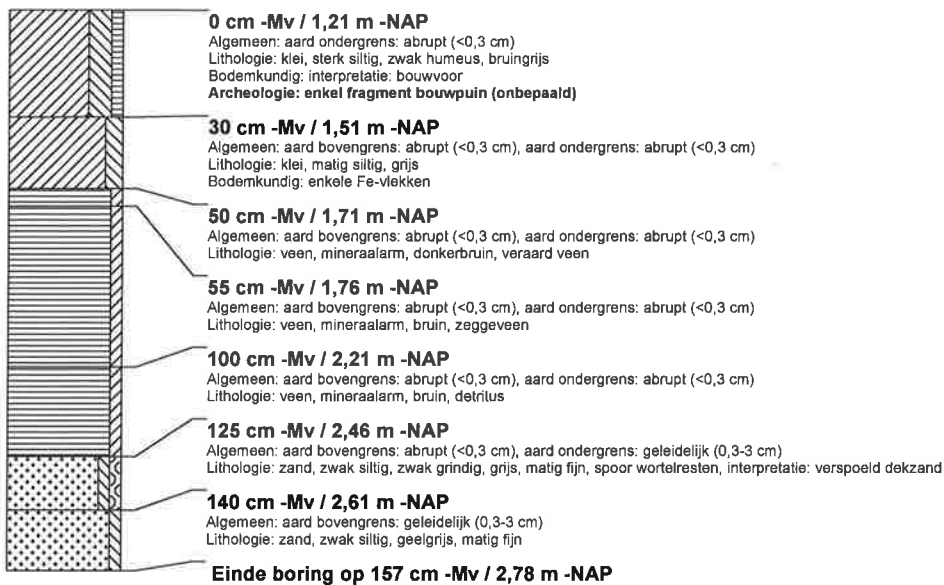 0 cm -Mv / 1,21 m -NAP
Algemeen: aard ondergrens: abrupt (<0,3 cm)
Lithologie: klei, sterk siltig, zwak humeus, bruingrijs
Bodemkundig: interpretatie: bouwvoor
Archeologie: enkel fragment bouwpuin (onbepaald)
30 cm -Mv / 1,51 m -NAP
Algemeen: aard bovengrens: abrupt (<0,3 cm), aard ondergrens: abrupt (<0,3 cm)
Lithologie: klei, matig siltig, grijs
Bodemkundig: enkele Fe-vlekken
50 cm -Mv / 1,71 m -NAP
Algemeen: aard bovengrens: abrupt (<0,3 cm), aard ondergrens: abrupt (<0,3 cm)
Lithologie: veen, mineraalarm, donkerbruin, veraard veen
55 cm -Mv / 1,76 m -NAP
Algemeen: aard bovengrens: abrupt (<0,3 cm), aard ondergrens: abrupt (<0,3 cm)
Lithologie: veen, mineraalarm, bruin, zeggeveen
100 cm -Mv / 2,21 m -NAP
Algemeen: aard bovengrens: abrupt (<0,3 cm), aard ondergrens: abrupt (<0,3 cm)
Lithologie: veen, mineraalarm, bruin, detritus
125 cm -Mv / 2,46 m -NAP
Algemeen: aard bovengrens: abrupt (<0,3 cm), aard ondergrens: geleidelijk (0,3-3 cm)
Lithologie: zand, zwak siltig, zwak grindig, grijs, matig fijn, spoor wortelresten, interpretatie: verspoeld dekzand
140 cm -Mv / 2,61 m -NAP
Algemeen: aard bovengrens: geleidelijk (0,3-3 cm)
Lithologie: zand, zwak siltig, geelgrijs, matig fijn
Einde boring op 157 cm -Mv / 2,78 m -NAP